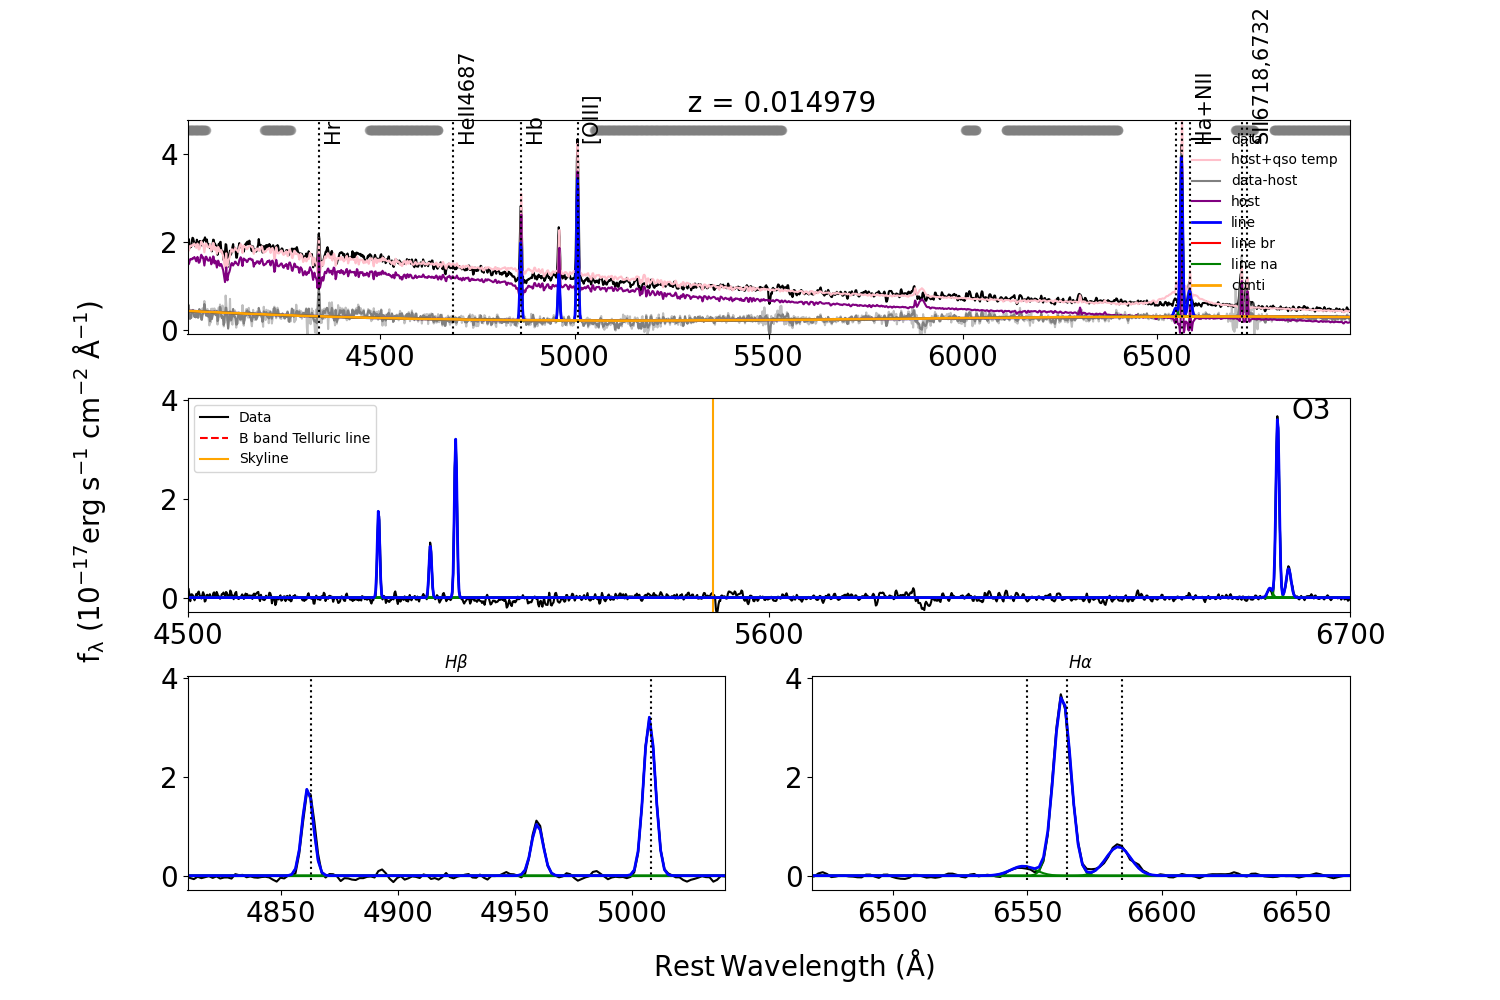 z = 0.014979
Hr
HeII4687
Hb
[OIII]
Ha+NII
SII6718,6732
data
host+qso temp
data-host
host
line
line br
line na
conti
4
2
0
4500
5000
5500
6000
6500
fλ (10−17erg s−1 cm−2 Å−1)
Data
B band Telluric line
Skyline
O3
4
2
0
4500
5600
6700
Hβ
4
2
0
4850
4900
4950
5000
Hα
4
2
0
6500
6550
6600
6650
Rest Wavelength (Å)